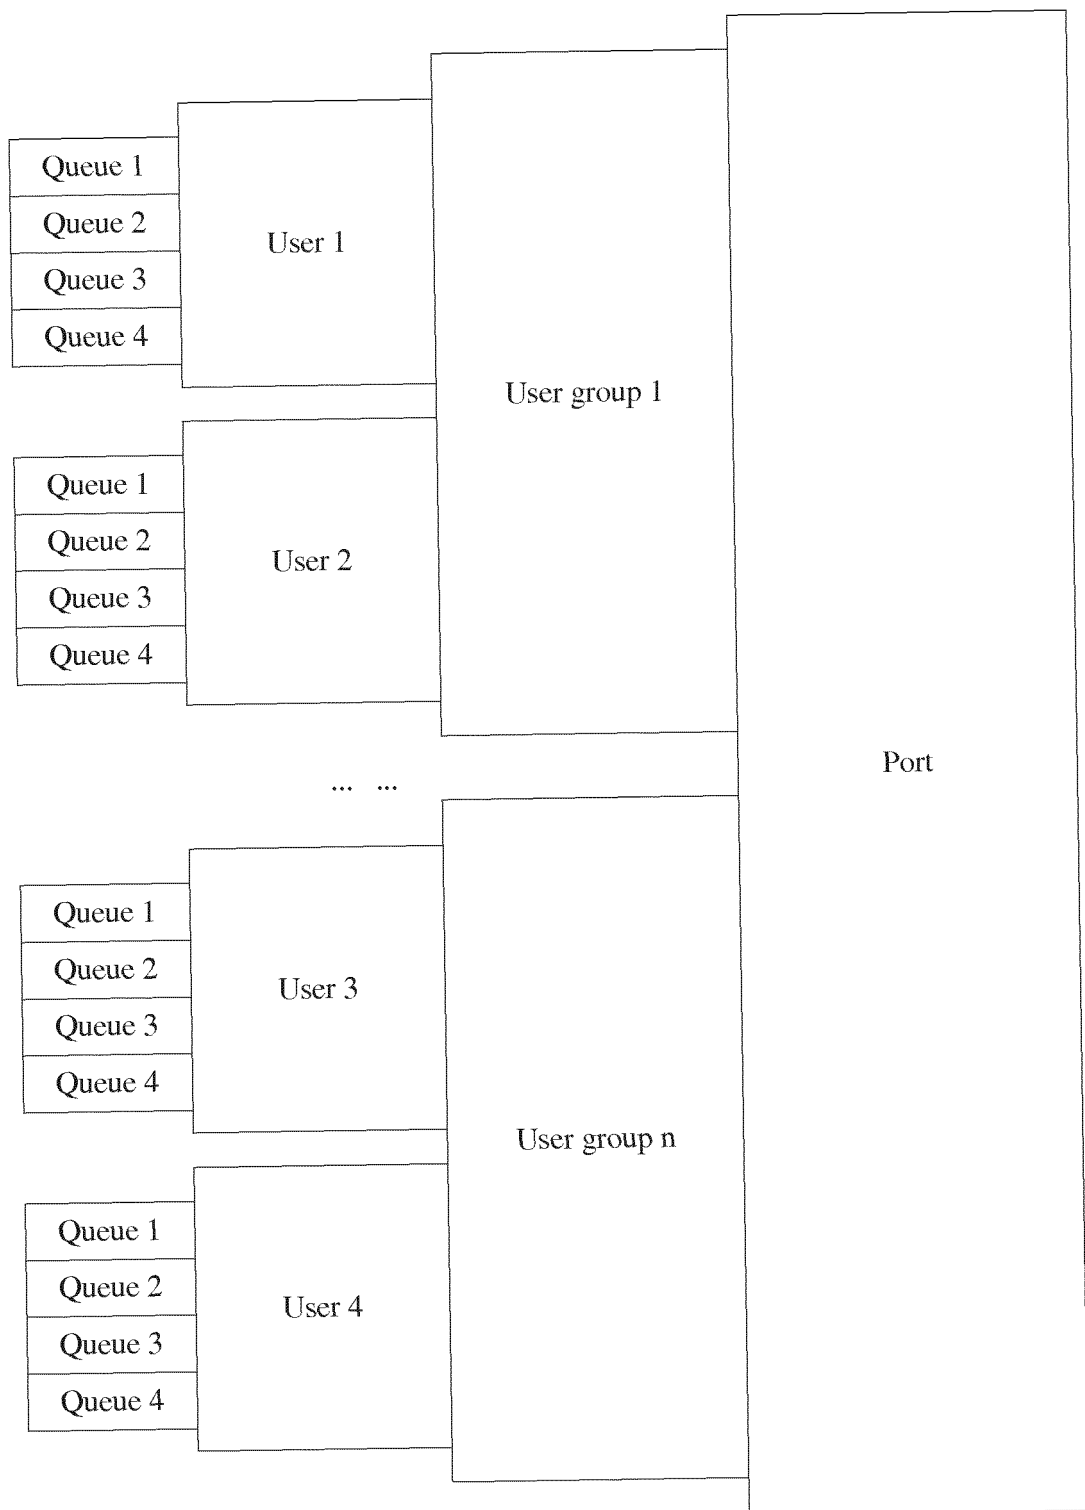 Queue 1
Queue 2
Queue 3
Queue 4
User 1
Queue 1
Queue 2
Queue 3
Queue 4
User 2
User group 1
... ...
Queue 1
Queue 2
Queue 3
Queue 4
User 3
Queue 1
Queue 2
Queue 3
Queue 4
User 4
User group n
Port